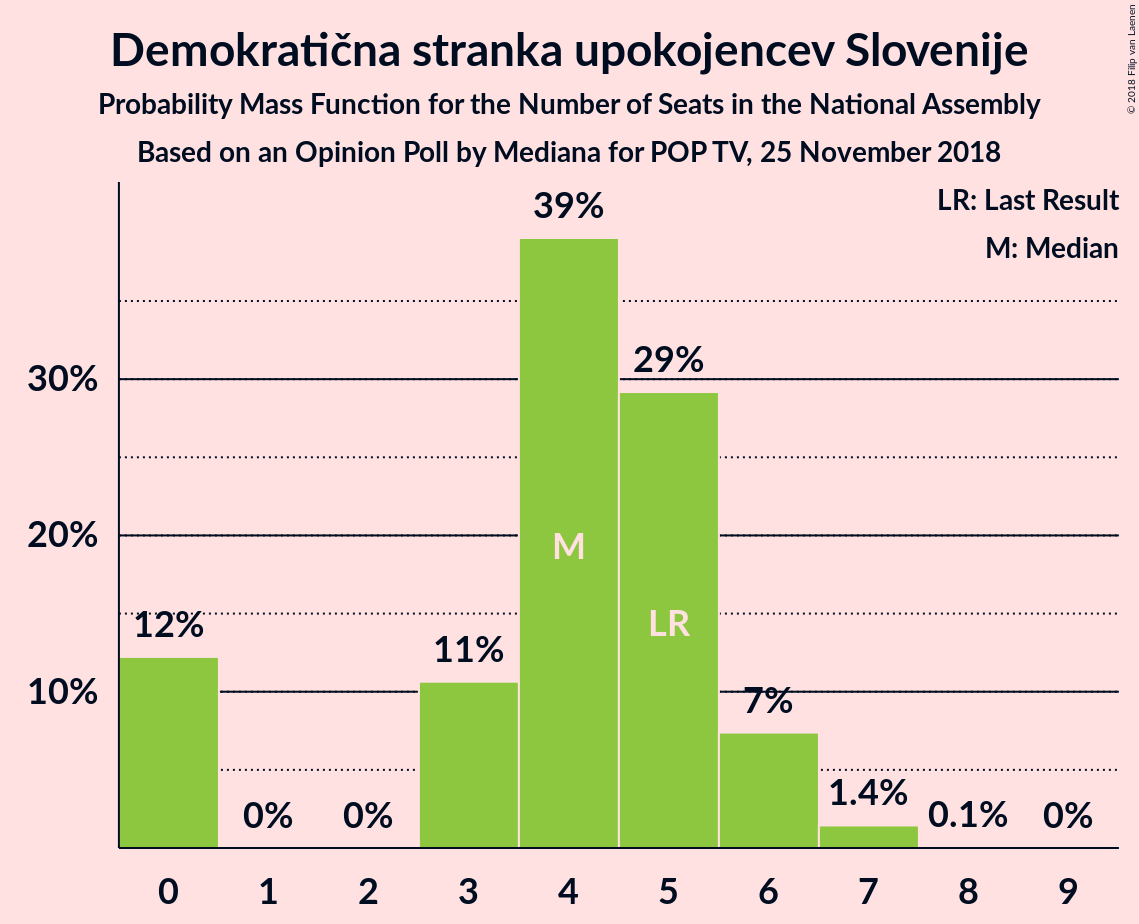 Demokratična stranka upokojencev Slovenije
Probability Mass Function for the Number of Seats in the National Assembly
Based on an Opinion Poll by Mediana for POP TV, 25 November 2018
© 2018 Filip van Laenen
LR: Last Result
M: Median
39%
29%
30%
M
20%
LR
12%
11%
10%
7%
1.4%
0%
0%
0.1%
0%
0 1 2 3 4 5 6 7 8 9